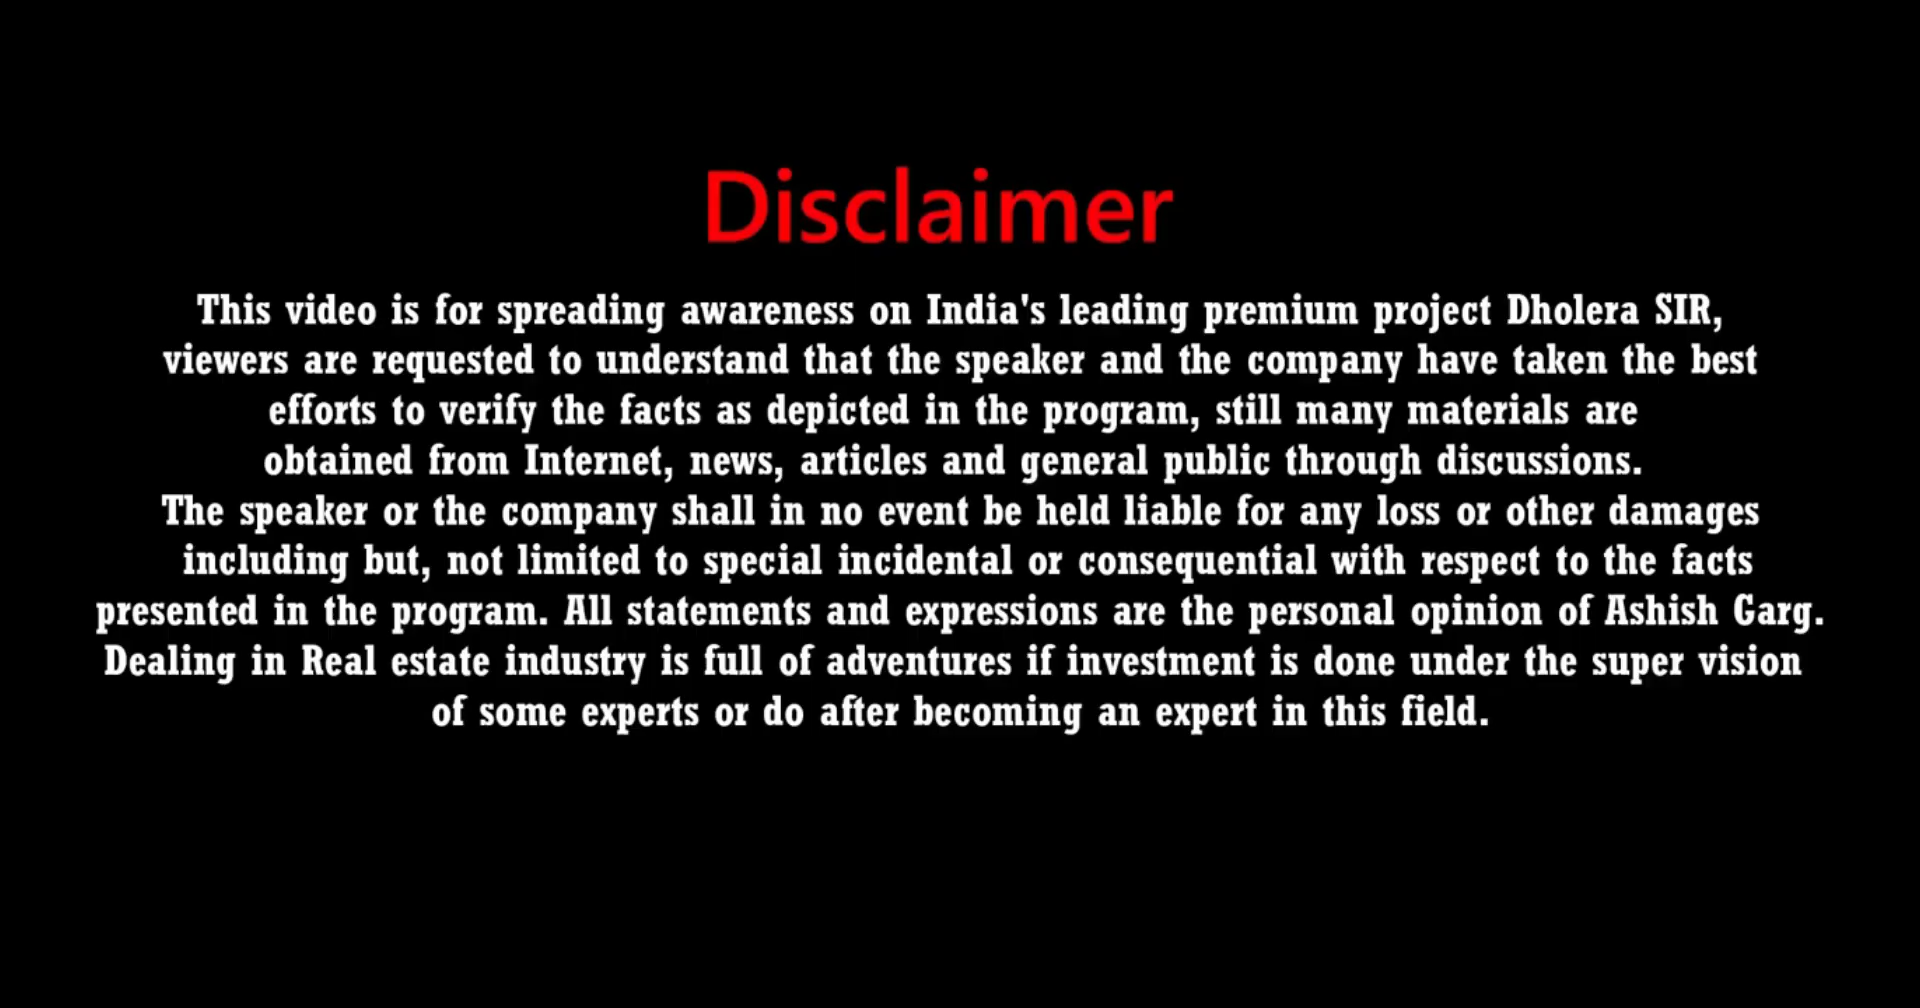 Disclaimer
This video is for spreading awareness on India's leading premium project Dholera SIR,
viewers are requested to understand that the speaker and the company have taken the best
efforts to verify the facts as depicted in the program, still many materials are
obtained from Internet, news, articles and general public through discussions.
The speaker or the company shall in no event be held liable for any loss or other damages
including but, not limited to special incidental or consequential with respect to the facts
presented in the program. All statements and expressions are the personal opinion of Ashish Garg.
Dealing in Real estate industry is full of adventures if investment is done under the super vision
of some experts or do after becoming an expert in this field.